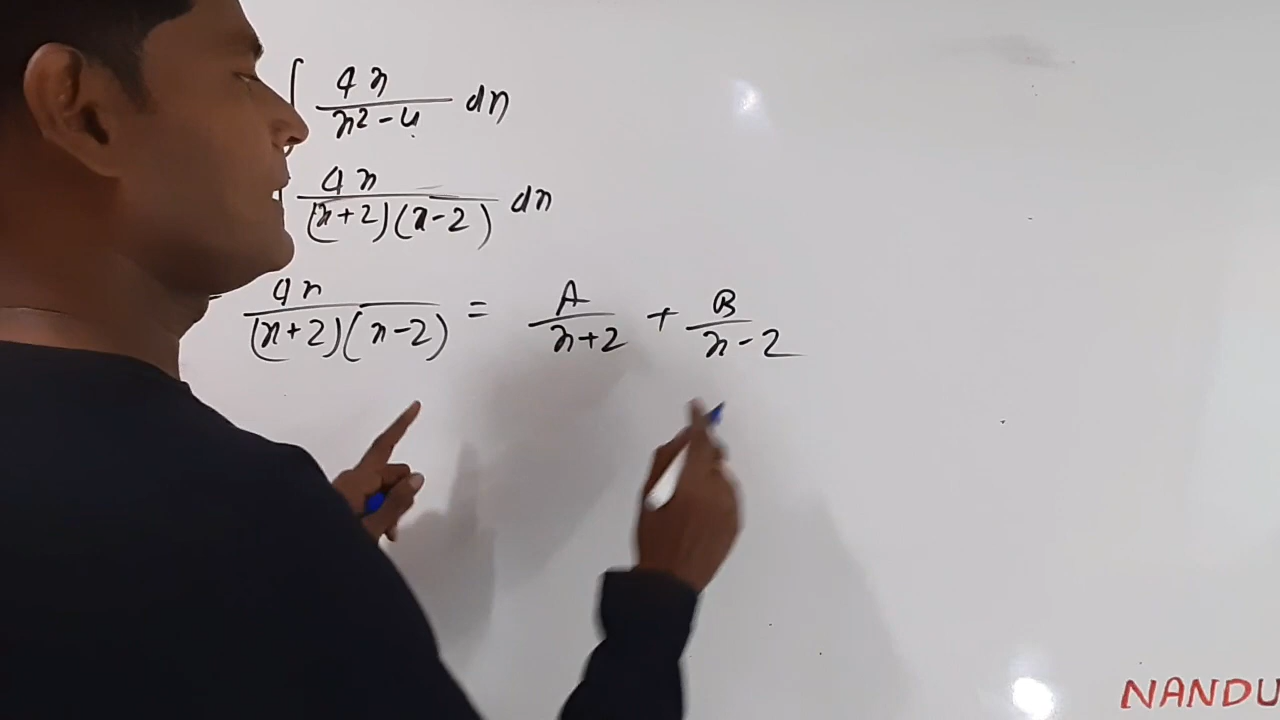 ∫ 4x / (x² - 4) dx
∫ 4x / ((x+2)(x-2)) dx
4x / ((x+2)(x-2)) = A / (x+2) + B / (x-2)
NANDU